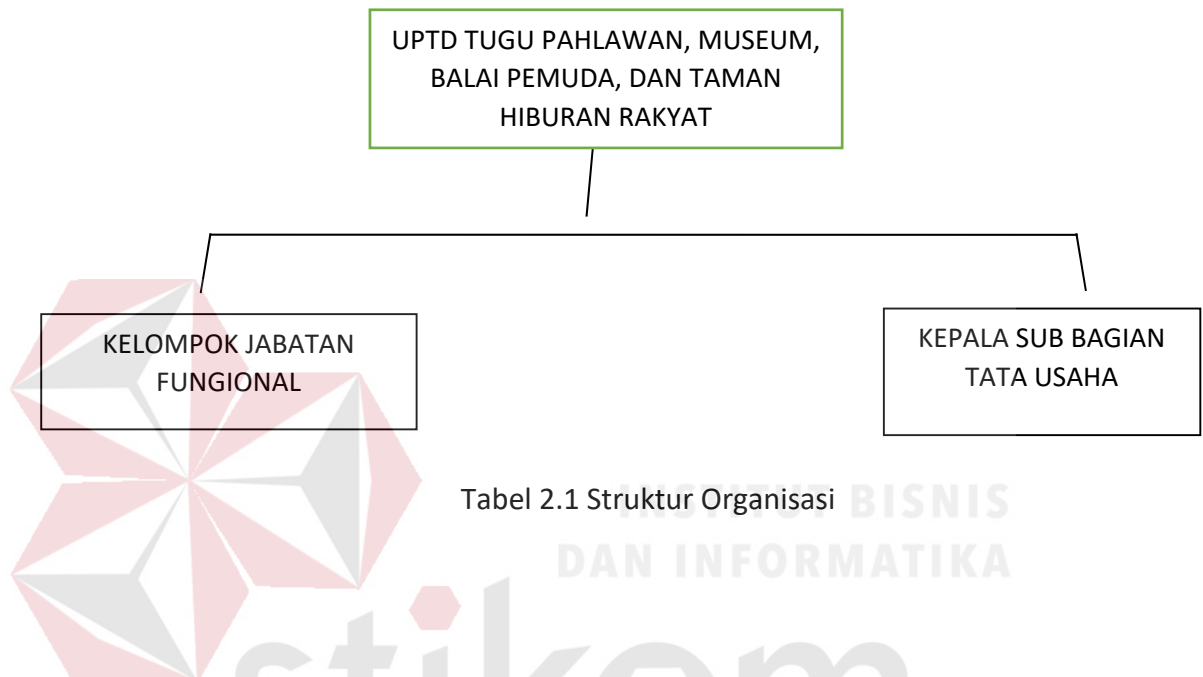 UPTD TUGU PAHLAWAN, MUSEUM,
BALAI PEMUDA, DAN TAMAN
HIBURAN RAKYAT
KELOMPOK JABATAN
FUNGIONAL
KEPALA SUB BAGIAN
TATA USAHA
Tabel 2.1 Struktur Organisasi
INSTITUT BISNIS
DAN INFORMATIKA
stikom